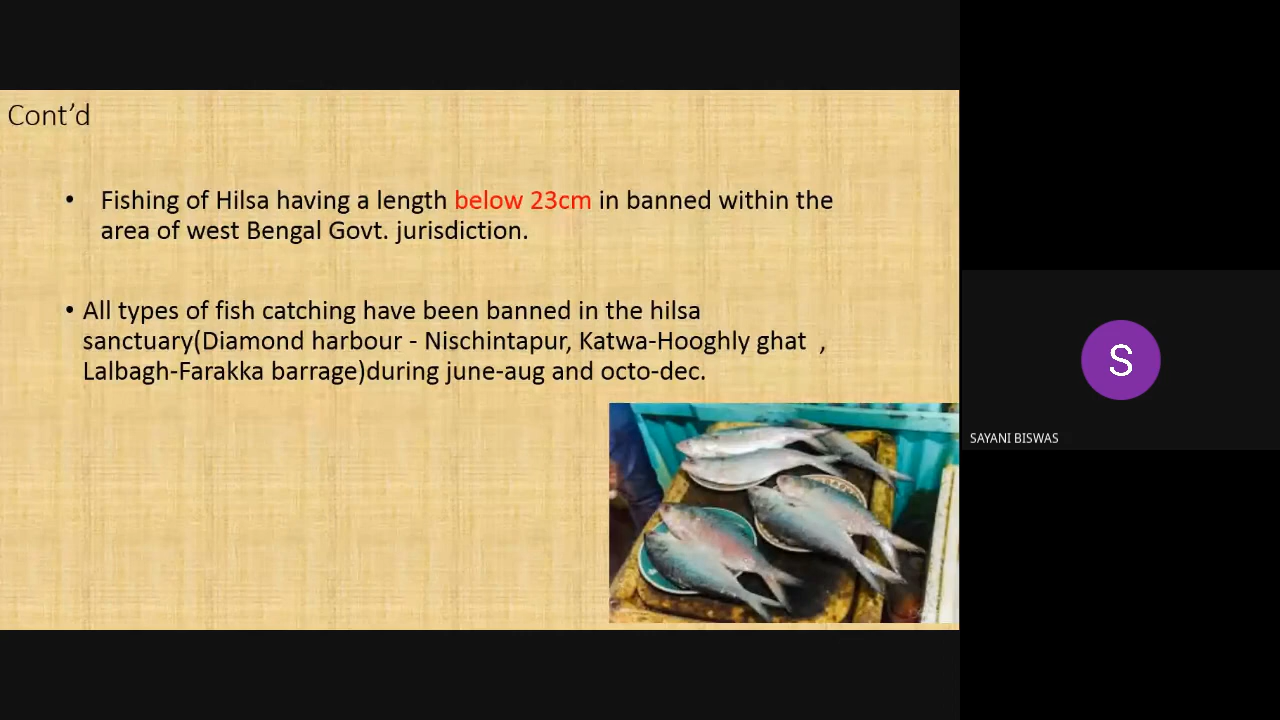 Cont'd
• Fishing of Hilsa having a length below 23cm in banned within the
area of west Bengal Govt. jurisdiction.
• All types of fish catching have been banned in the hilsa
sanctuary(Diamond harbour - Nischintapur, Katwa-Hooghly ghat ,
Lalbagh-Farakka barrage)during june-aug and octo-dec.
S
SAYANI BISWAS